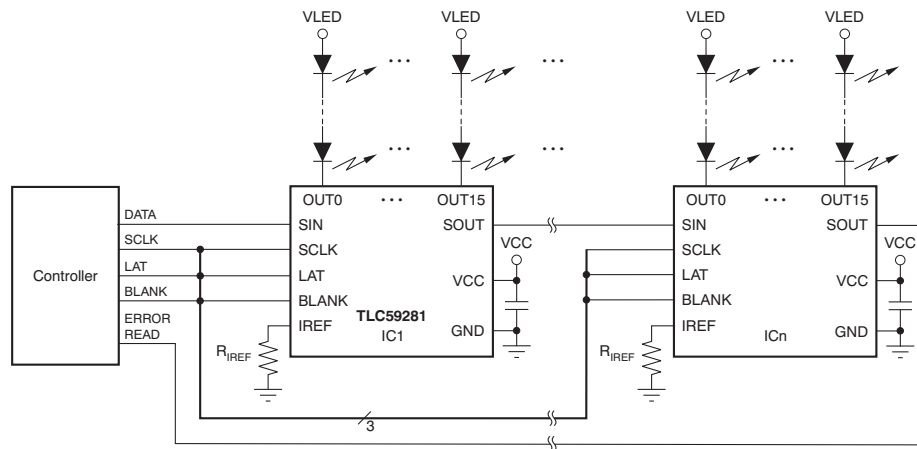 VLED VLED VLED VLED
... ... ... ...
... ... ... ...
OUT0 ... OUT15 OUT0 ... OUT15
DATA SIN SOUT SIN SOUT
SCLK SCLK VCC SCLK VCC
Controller LAT LAT VCC LAT VCC
BLANK BLANK TLC59281 BLANK
ERROR IREF IC1 GND IREF ICn GND
READ
RIREF RIREF
3